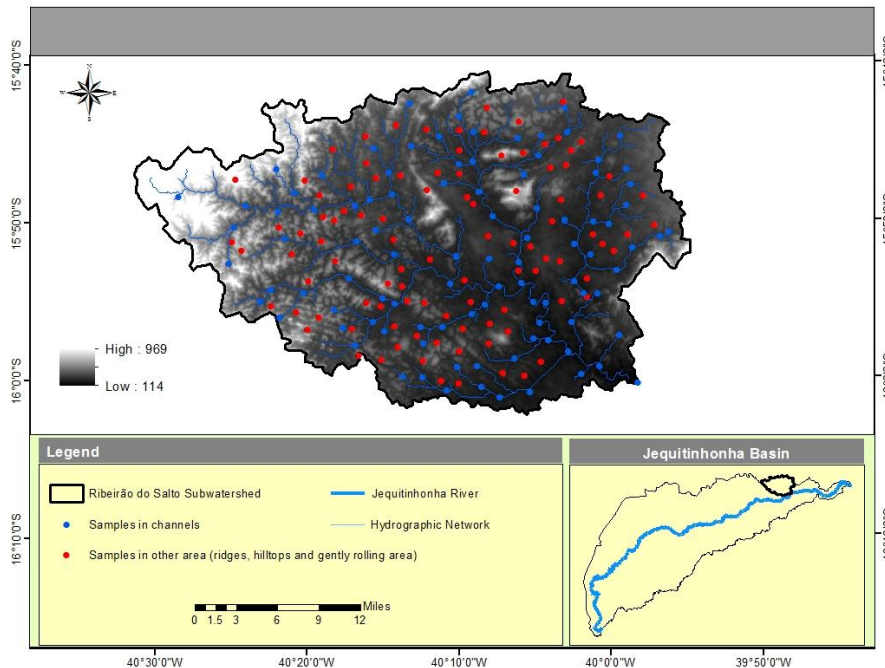 15°40'0"S
N
W
E
S
15°50'0"S
High : 969
Low : 114
16°0'0"S
Legend
Jequitinhonha Basin
Ribeirão do Salto Subwatershed
Jequitinhonha River
Samples in channels
Hydrographic Network
Samples in other area (ridges, hilltops and gently rolling area)
16°10'0"S
Miles
0 1.5 3 6 9 12
40°30'0"W
40°20'0"W
40°10'0"W
40°0'0"W
39°50'0"W